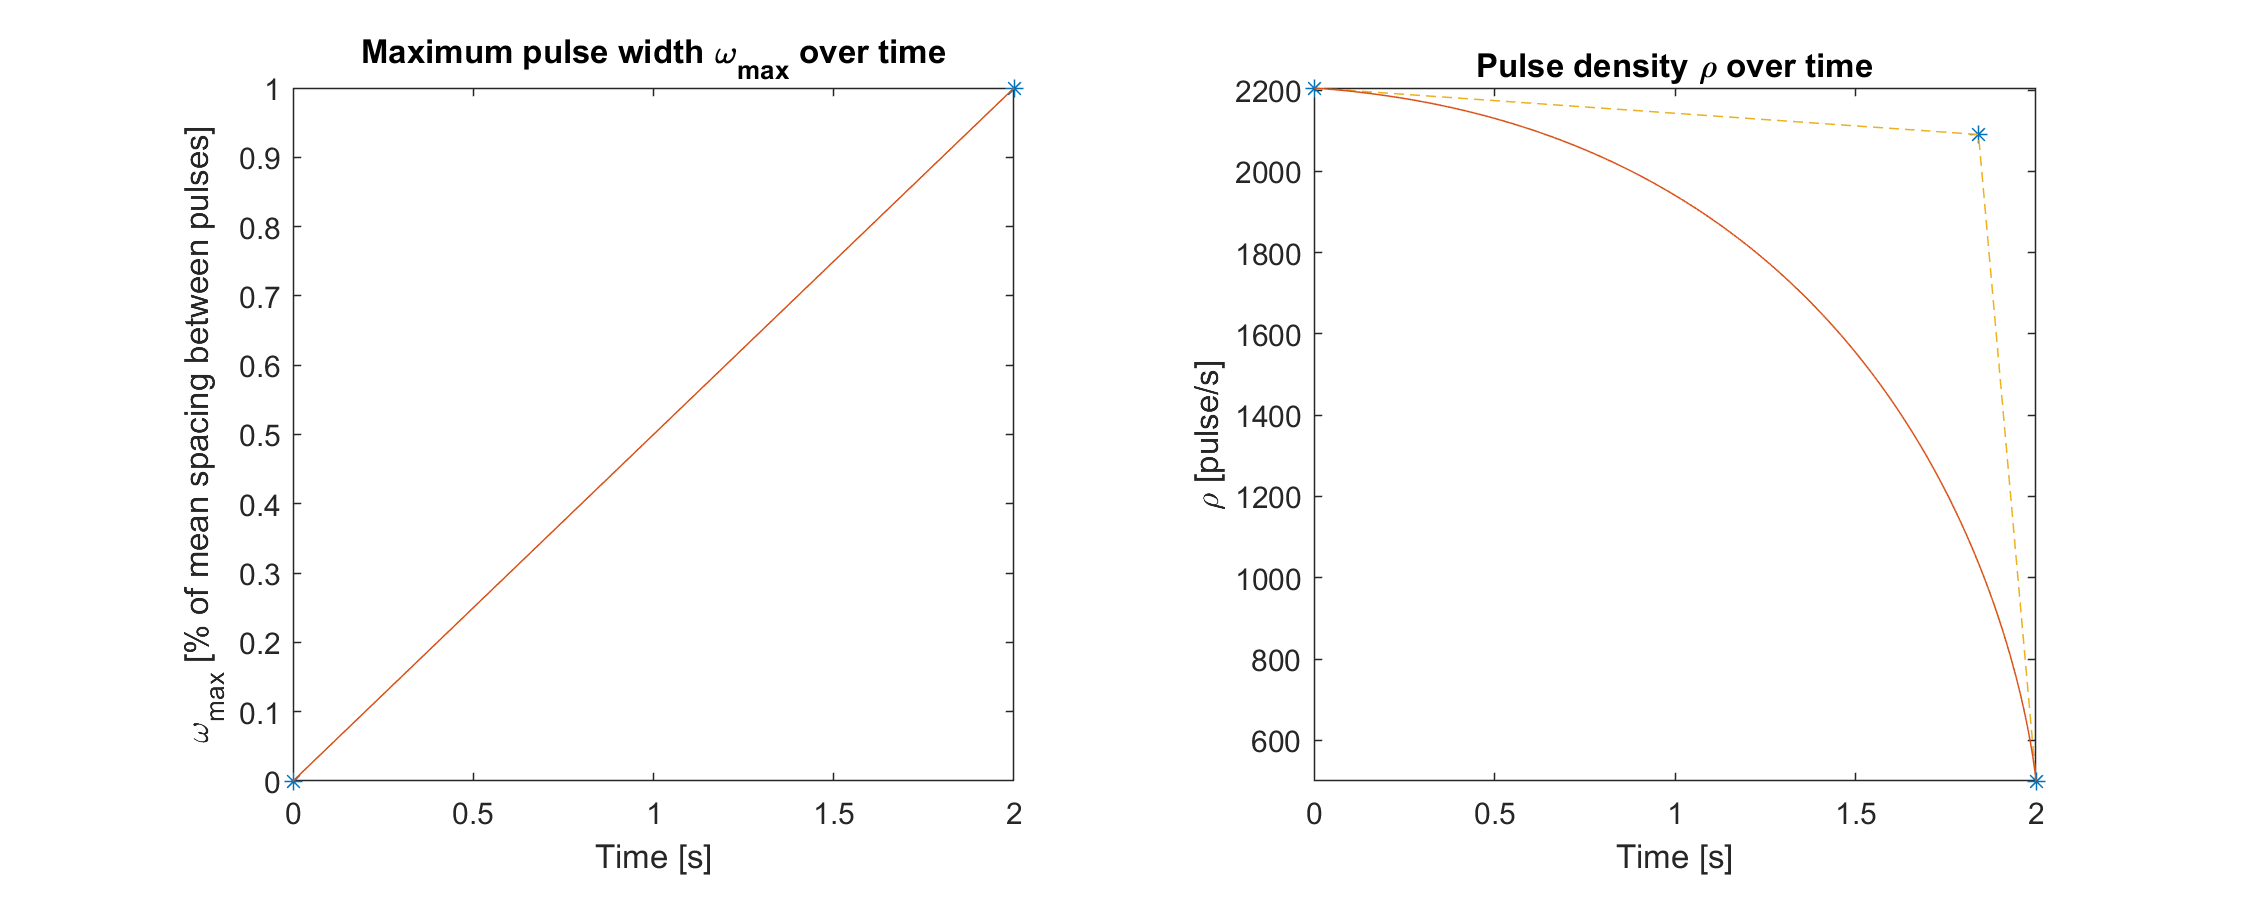 Maximum pulse width ω_max over time
ω_max [% of mean spacing between pulses]
1
0.9
0.8
0.7
0.6
0.5
0.4
0.3
0.2
0.1
0
0 0.5 1 1.5 2
Time [s]
Pulse density ρ over time
ρ [pulse/s]
2200
2000
1800
1600
1400
1200
1000
800
600
0 0.5 1 1.5 2
Time [s]